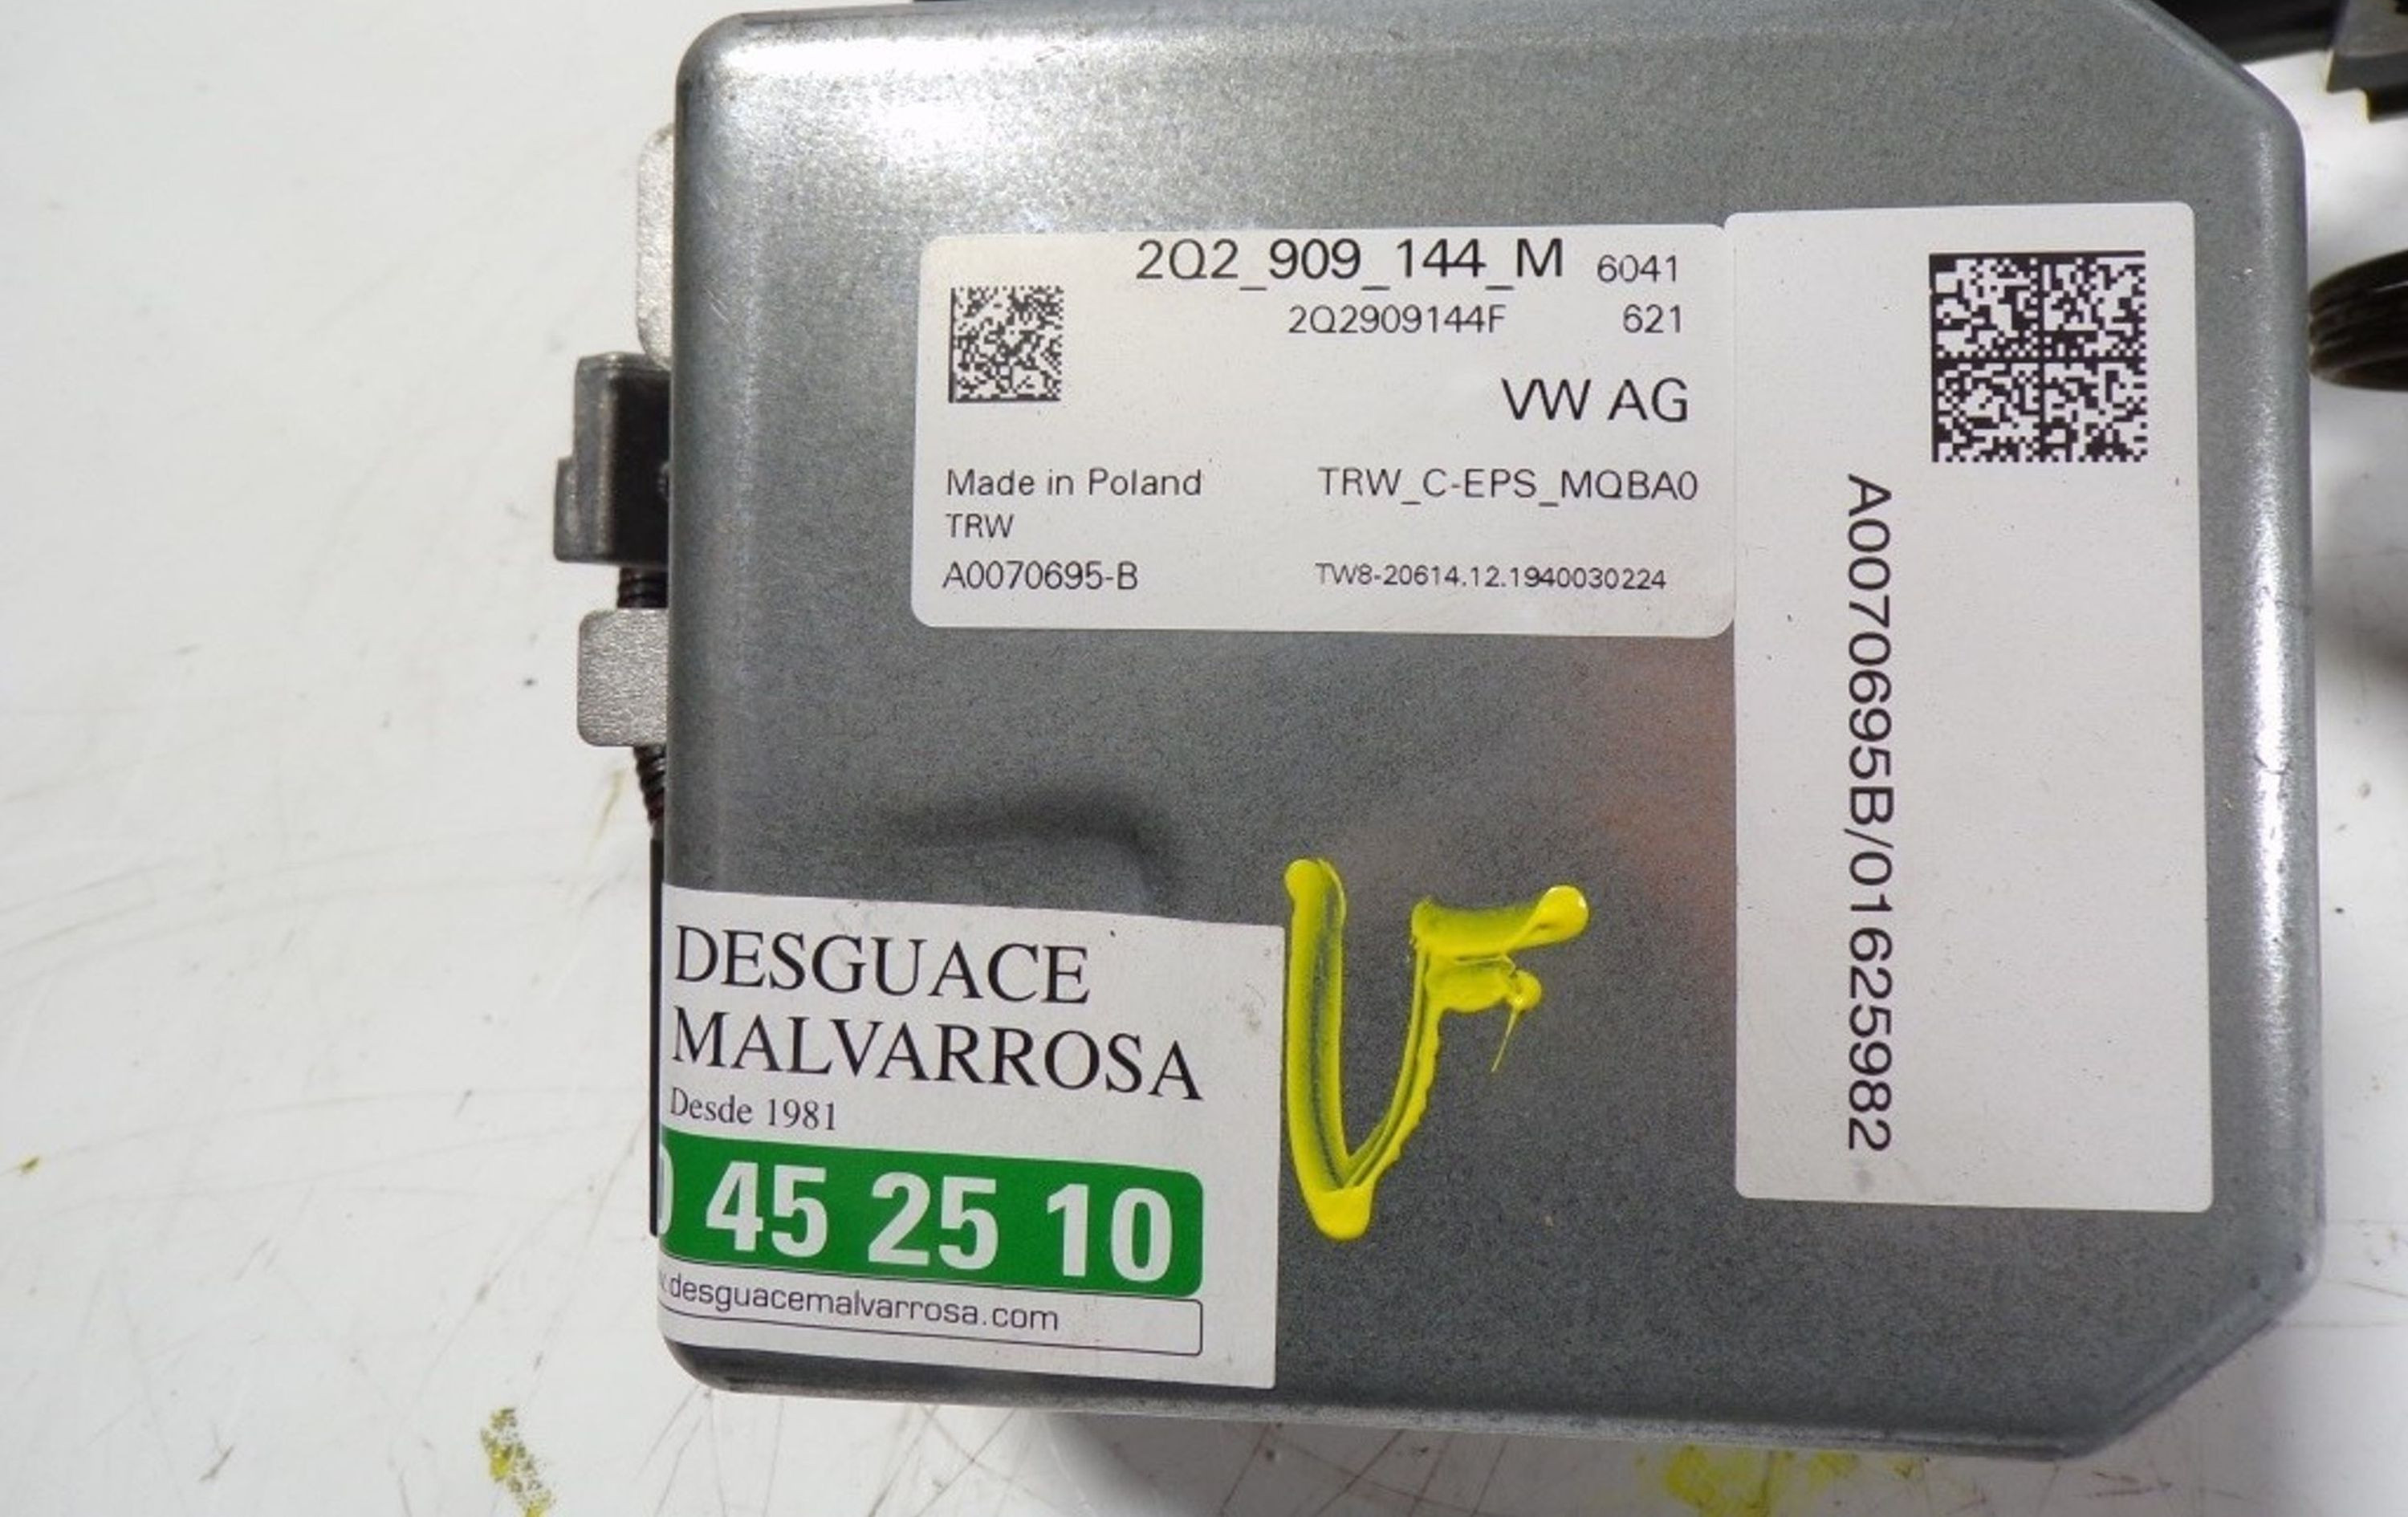 2Q2_909_144_M 6041
2Q2909144F 621
VW AG
Made in Poland TRW_C-EPS_MQBA0
TRW
A0070695-B TW8-20614.12.1940030224
A0070695B/01625982
DESGUACE
MALVARROSA
Desde 1981
45 25 10
desguacemalvarrosa.com